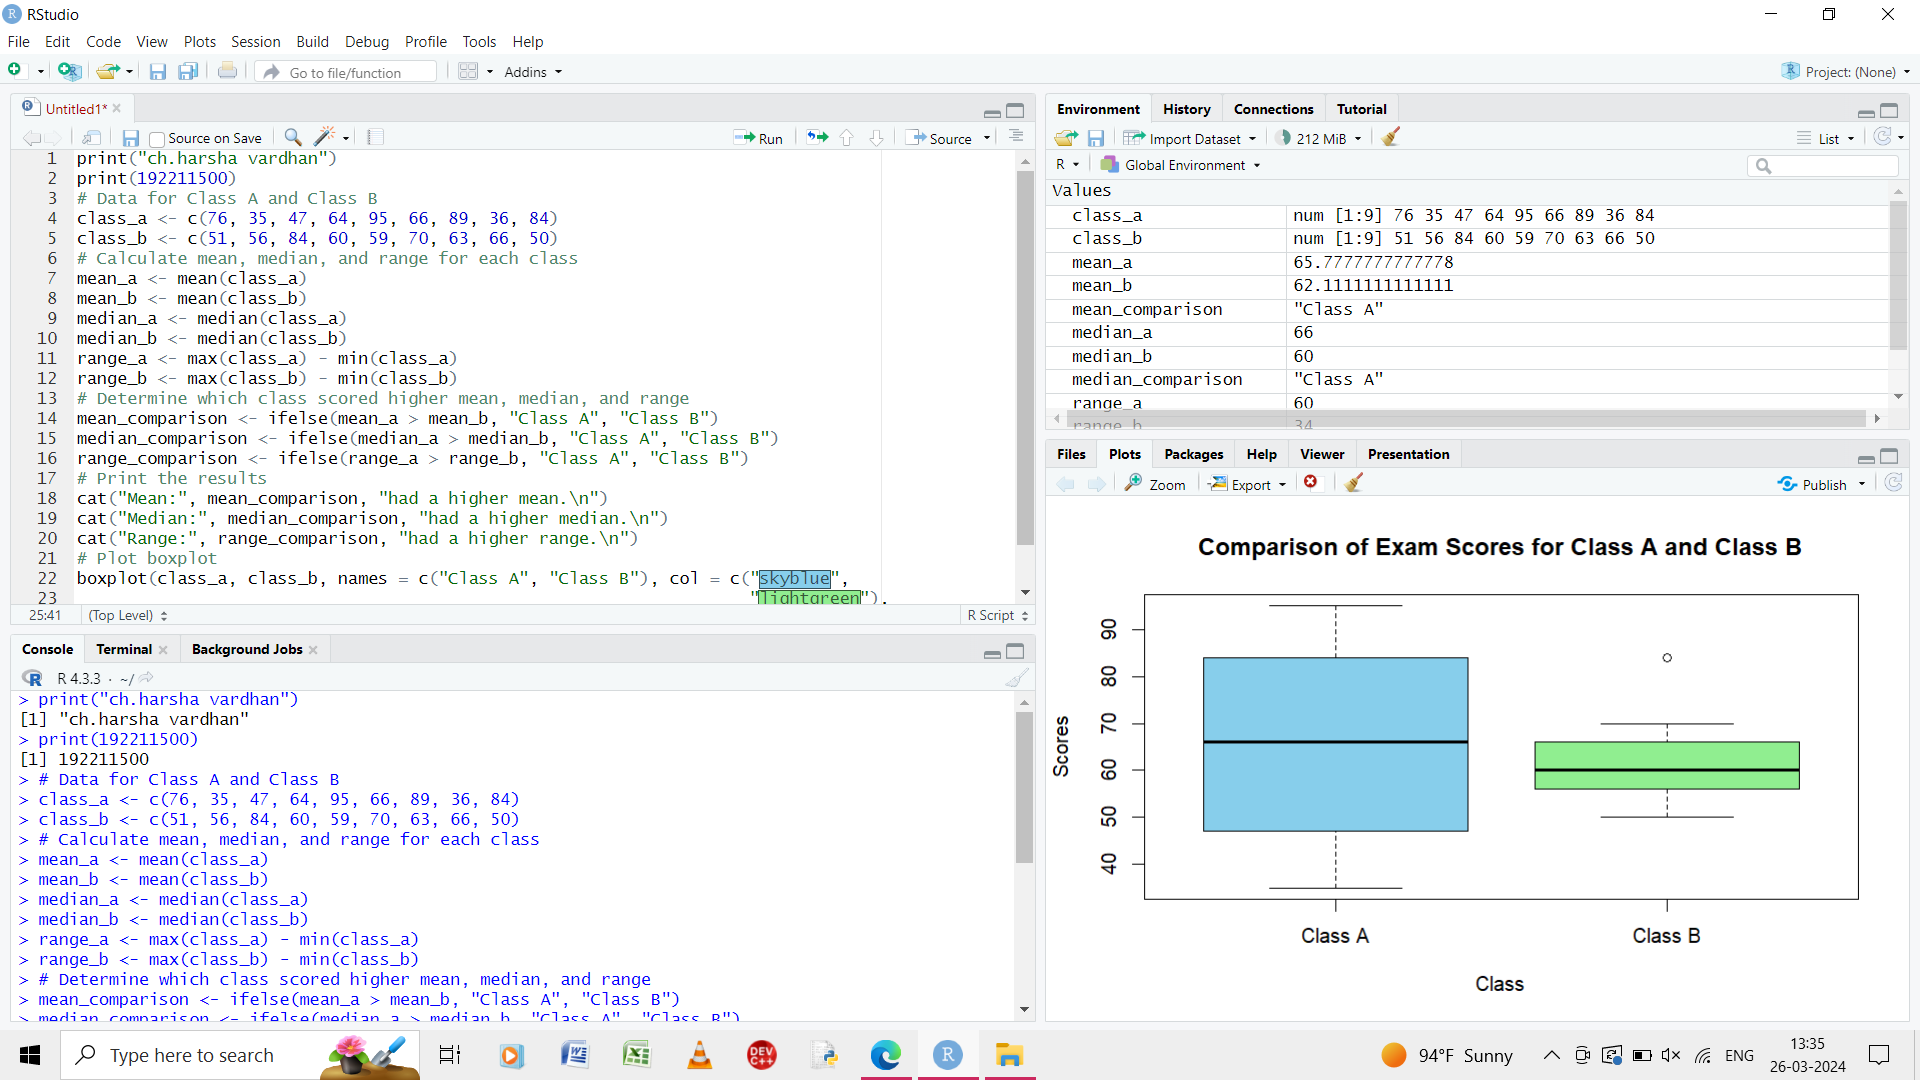 RStudio
File Edit Code View Plots Session Build Debug Profile Tools Help
Go to file/function Addins Project: (None)
Untitled1*
Source on Save Run Source
1 print("ch.harsha vardhan")
2 print(192211500)
3 # Data for Class A and Class B
4 class_a <- c(76, 35, 47, 64, 95, 66, 89, 36, 84)
5 class_b <- c(51, 56, 84, 60, 59, 70, 63, 66, 50)
6 # Calculate mean, median, and range for each class
7 mean_a <- mean(class_a)
8 mean_b <- mean(class_b)
9 median_a <- median(class_a)
10 median_b <- median(class_b)
11 range_a <- max(class_a) - min(class_a)
12 range_b <- max(class_b) - min(class_b)
13 # Determine which class scored higher mean, median, and range
14 mean_comparison <- ifelse(mean_a > mean_b, "Class A", "Class B")
15 median_comparison <- ifelse(median_a > median_b, "Class A", "Class B")
16 range_comparison <- ifelse(range_a > range_b, "Class A", "Class B")
17 # Print the results
18 cat("Mean:", mean_comparison, "had a higher mean.\n")
19 cat("Median:", median_comparison, "had a higher median.\n")
20 cat("Range:", range_comparison, "had a higher range.\n")
21 # Plot boxplot
22 boxplot(class_a, class_b, names = c("Class A", "Class B"), col = c("skyblue",
23 "lightgreen"),
25:41 (Top Level) R Script
Console Terminal Background Jobs
R 4.3.3 · ~/
> print("ch.harsha vardhan")
[1] "ch.harsha vardhan"
> print(192211500)
[1] 192211500
> # Data for Class A and Class B
> class_a <- c(76, 35, 47, 64, 95, 66, 89, 36, 84)
> class_b <- c(51, 56, 84, 60, 59, 70, 63, 66, 50)
> # Calculate mean, median, and range for each class
> mean_a <- mean(class_a)
> mean_b <- mean(class_b)
> median_a <- median(class_a)
> median_b <- median(class_b)
> range_a <- max(class_a) - min(class_a)
> range_b <- max(class_b) - min(class_b)
> # Determine which class scored higher mean, median, and range
> mean_comparison <- ifelse(mean_a > mean_b, "Class A", "Class B")
> median_comparison <- ifelse(median_a > median_b, "Class A", "Class B")
Environment History Connections Tutorial
Import Dataset 212 MiB List
R Global Environment
Values
class_a num [1:9] 76 35 47 64 95 66 89 36 84
class_b num [1:9] 51 56 84 60 59 70 63 66 50
mean_a 65.7777777777778
mean_b 62.1111111111111
mean_comparison "Class A"
median_a 66
median_b 60
median_comparison "Class A"
range_a 60
range_b 34
Files Plots Packages Help Viewer Presentation
Zoom Export Publish
Comparison of Exam Scores for Class A and Class B
Scores
90
80
70
60
50
40
Class A Class B
Class
Type here to search
DEV C++
94°F Sunny ENG
13:35
26-03-2024